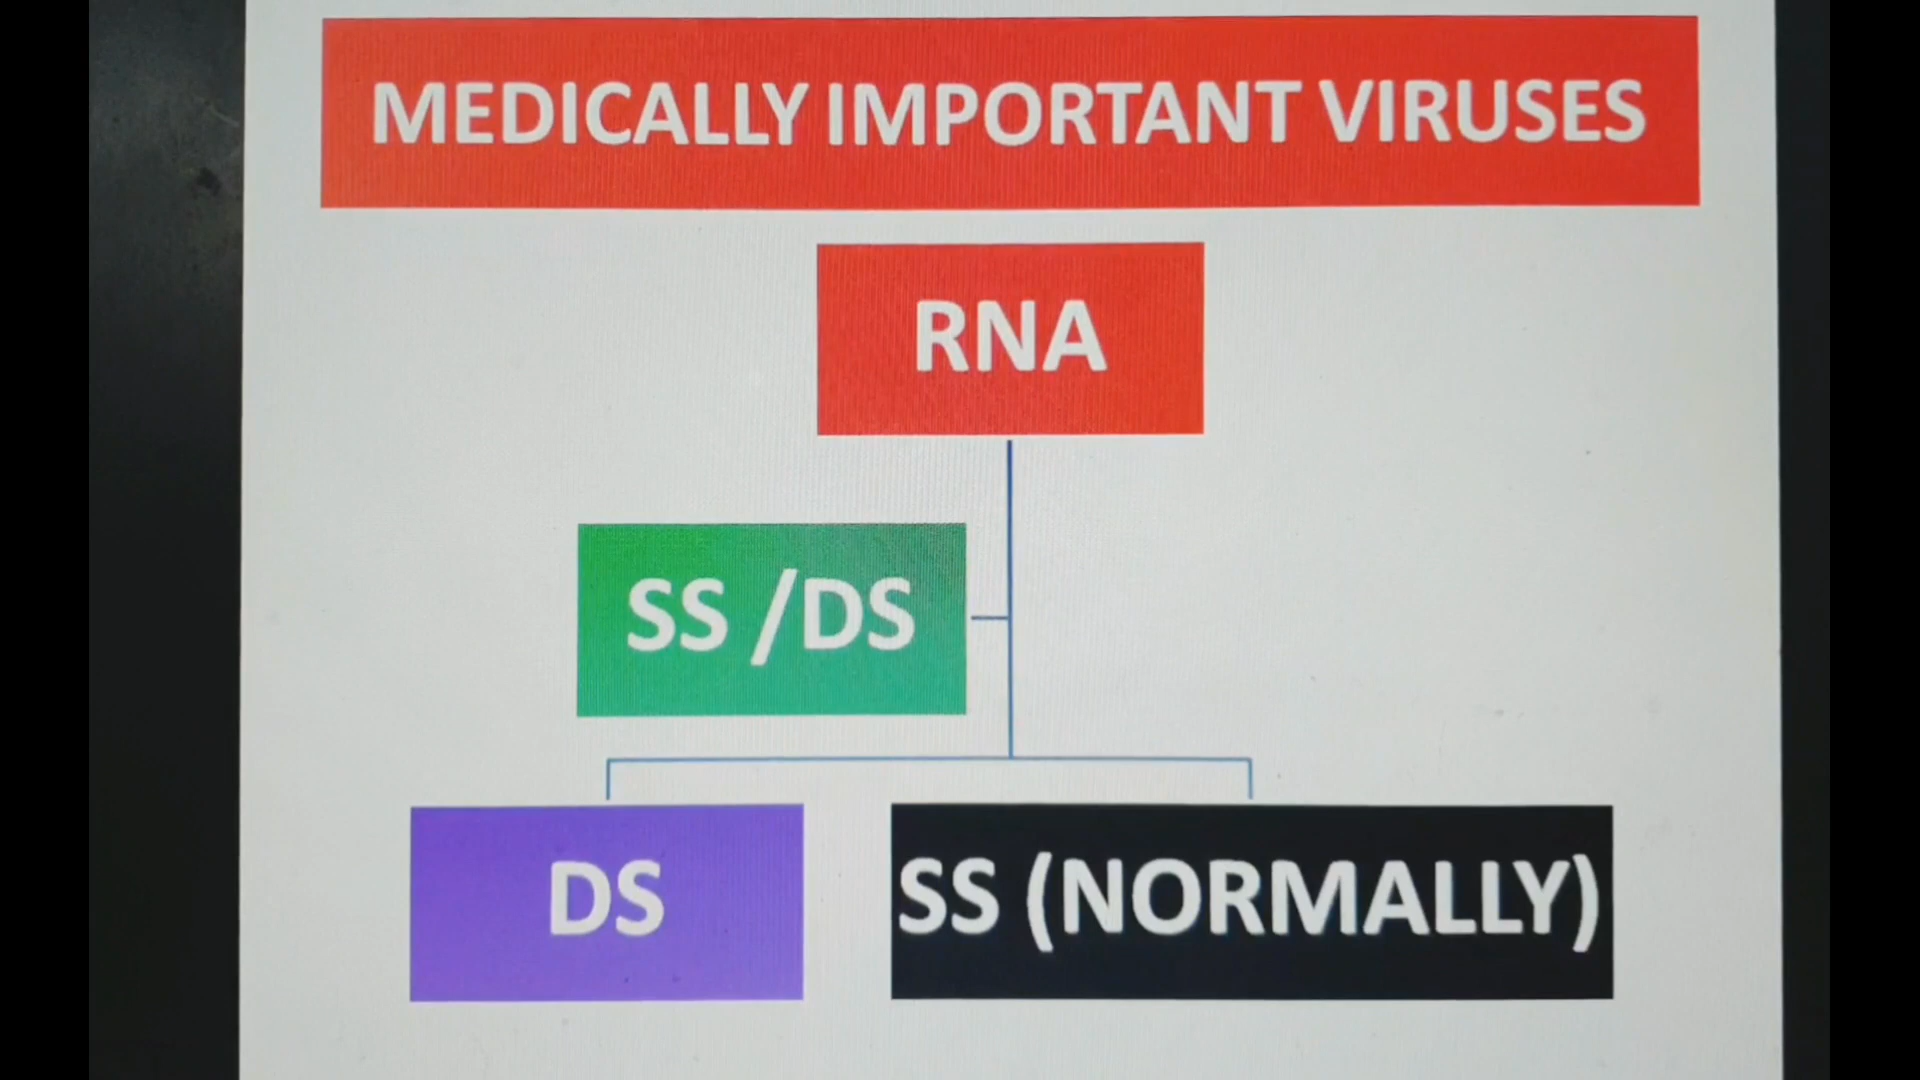 MEDICALLY IMPORTANT VIRUSES
RNA
SS /DS
DS
SS (NORMALLY)